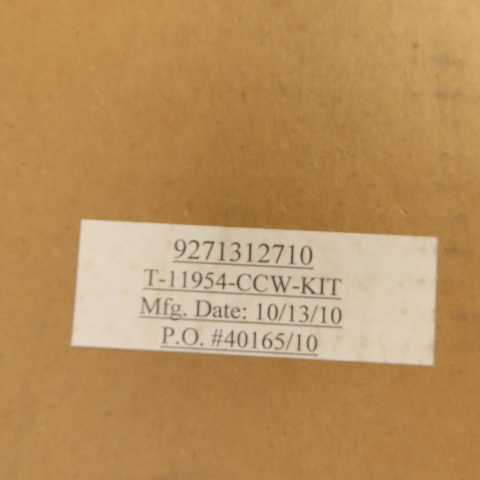 9271312710
T-11954-CCW-KIT
Mfg. Date: 10/13/10
P.O. #40165/10